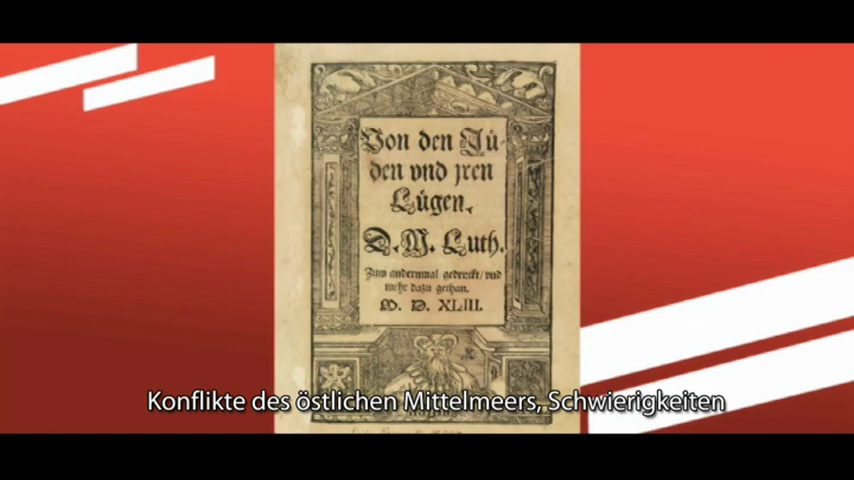 Von den Jü-
den vnd jren
Lügen.
D. M. Luth.
Zum andernmal gedruckt/vnd
mehr dazu gethan.
M. D. XLIII.
Konflikte des östlichen Mittelmeers, Schwierigkeiten